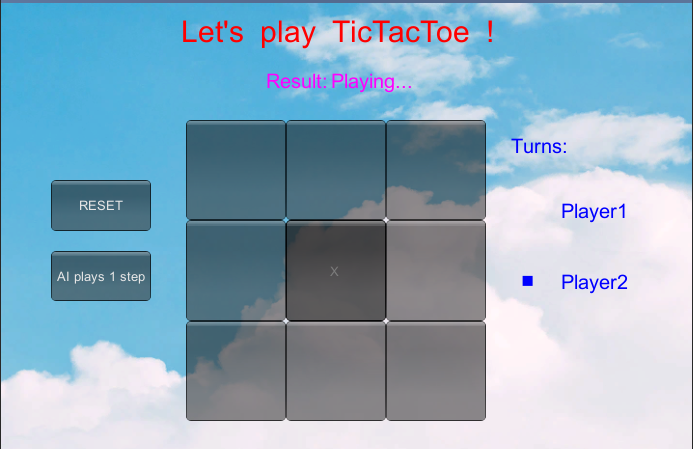 Let's play TicTacToe !
Result: Playing...
Turns:
RESET
Player1
AI plays 1 step
X
Player2